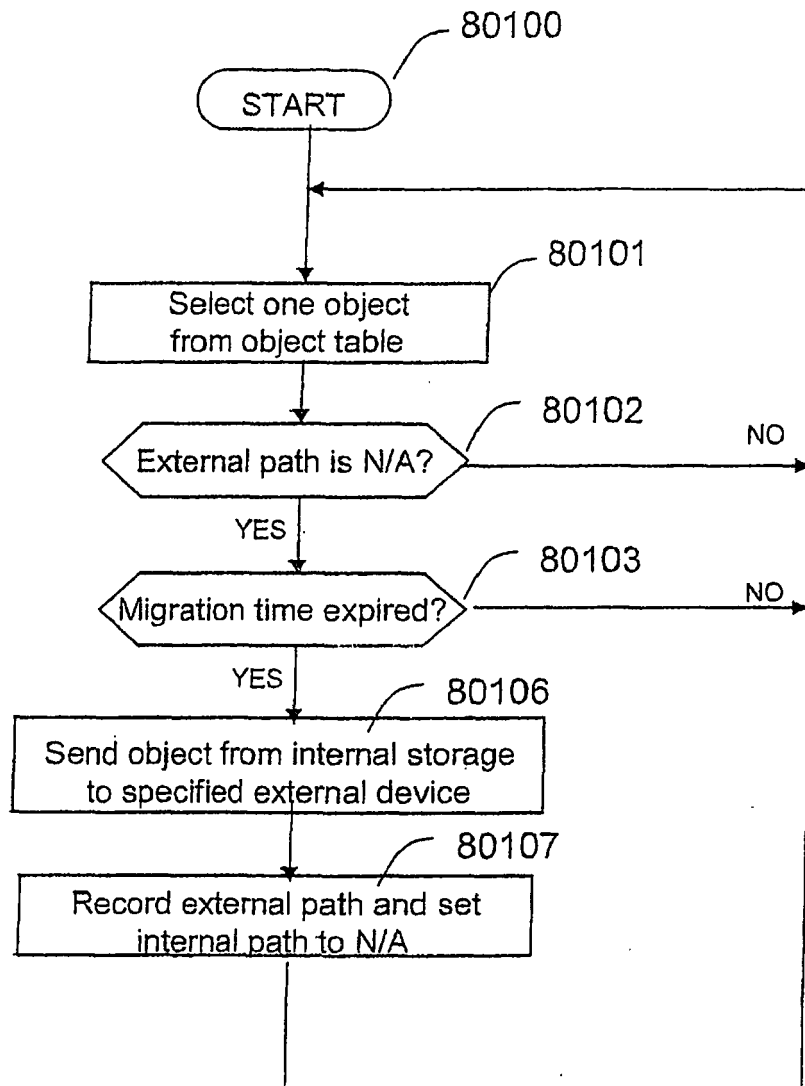 80100
START
80101
Select one object
from object table
80102
External path is N/A?
NO
YES
80103
Migration time expired?
NO
YES
80106
Send object from internal storage
to specified external device
80107
Record external path and set
internal path to N/A